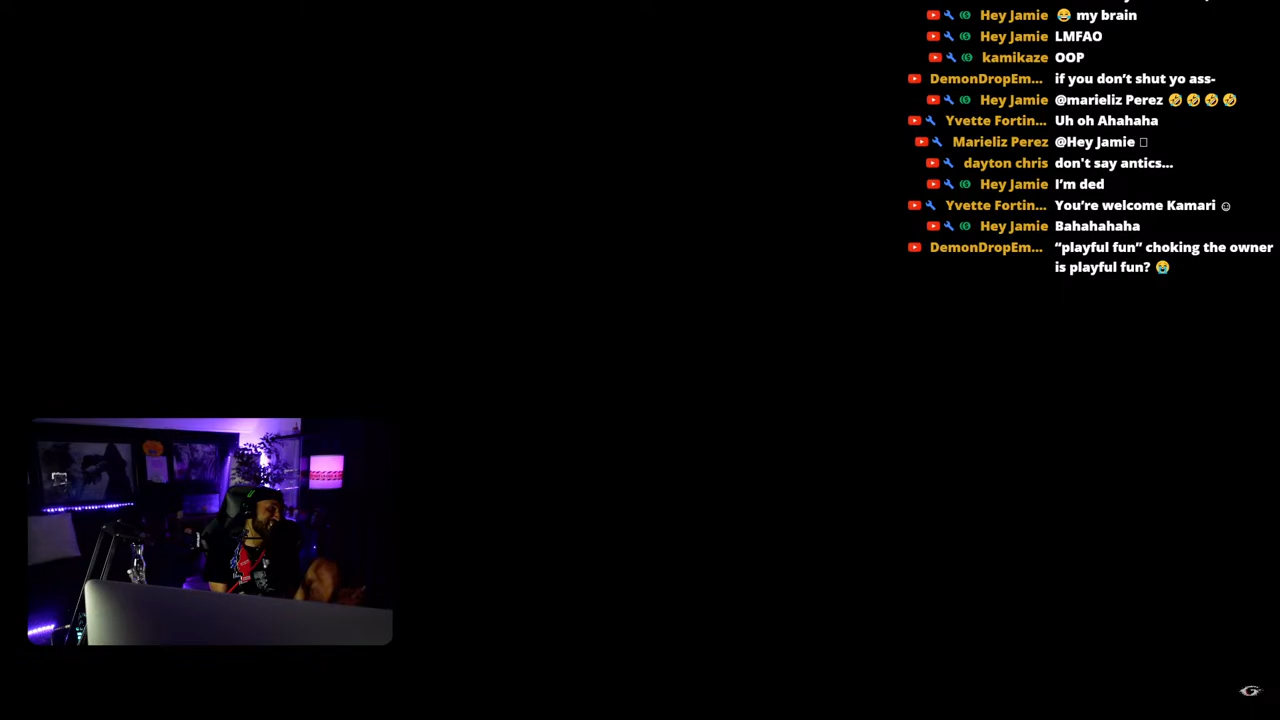 Hey Jamie 😂 my brain
Hey Jamie LMFAO
kamikaze OOP
DemonDropEm... if you don’t shut yo ass-
Hey Jamie @marieliz Perez 🤣 🤣 🤣 🤣
Yvette Fortin... Uh oh Ahahaha
Marieliz Perez @Hey Jamie
dayton chris don't say antics...
Hey Jamie I’m ded
Yvette Fortin... You’re welcome Kamari ☺
Hey Jamie Bahahahaha
DemonDropEm... “playful fun” choking the owner
is playful fun? 😭